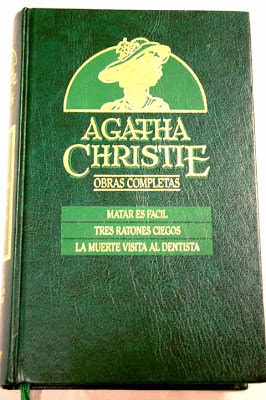 AGATHA
CHRISTIE
OBRAS COMPLETAS
MATAR ES FACIL
TRES RATONES CIEGOS
LA MUERTE VISITA AL DENTISTA